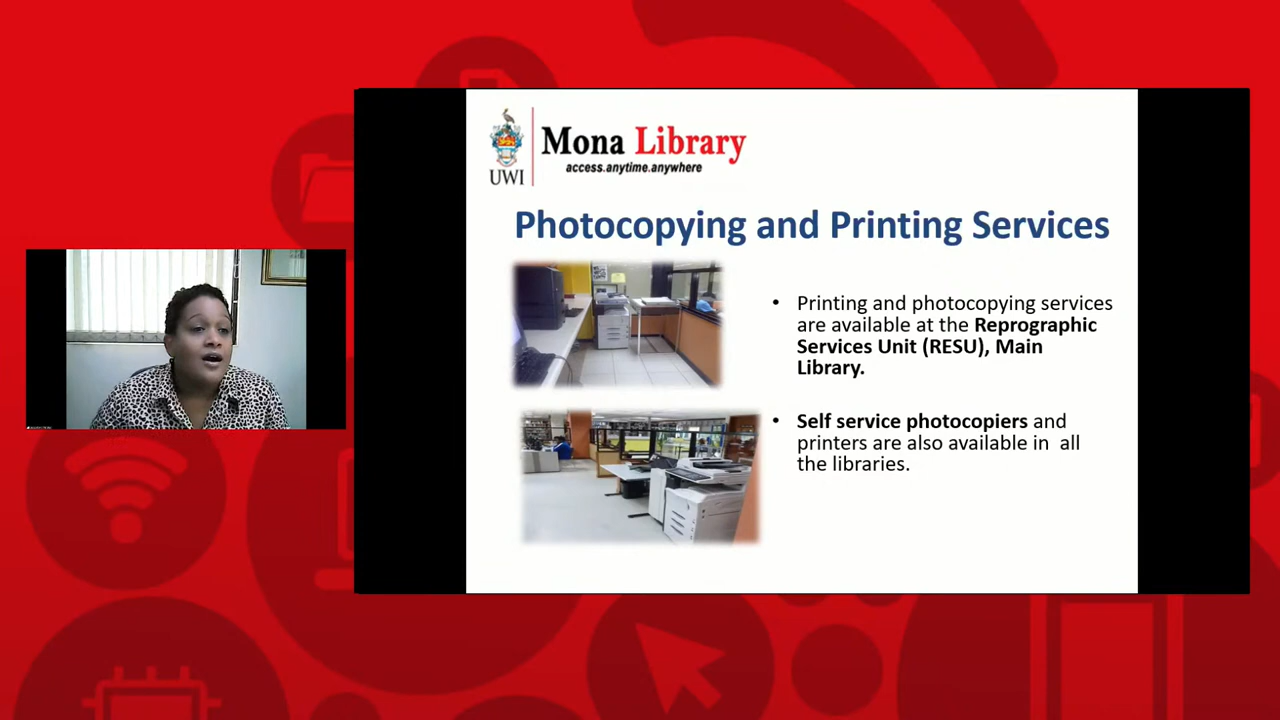 UWI
Mona Library
access.anytime.anywhere
Photocopying and Printing Services
• Printing and photocopying services
are available at the Reprographic
Services Unit (RESU), Main
Library.
• Self service photocopiers and
printers are also available in all
the libraries.